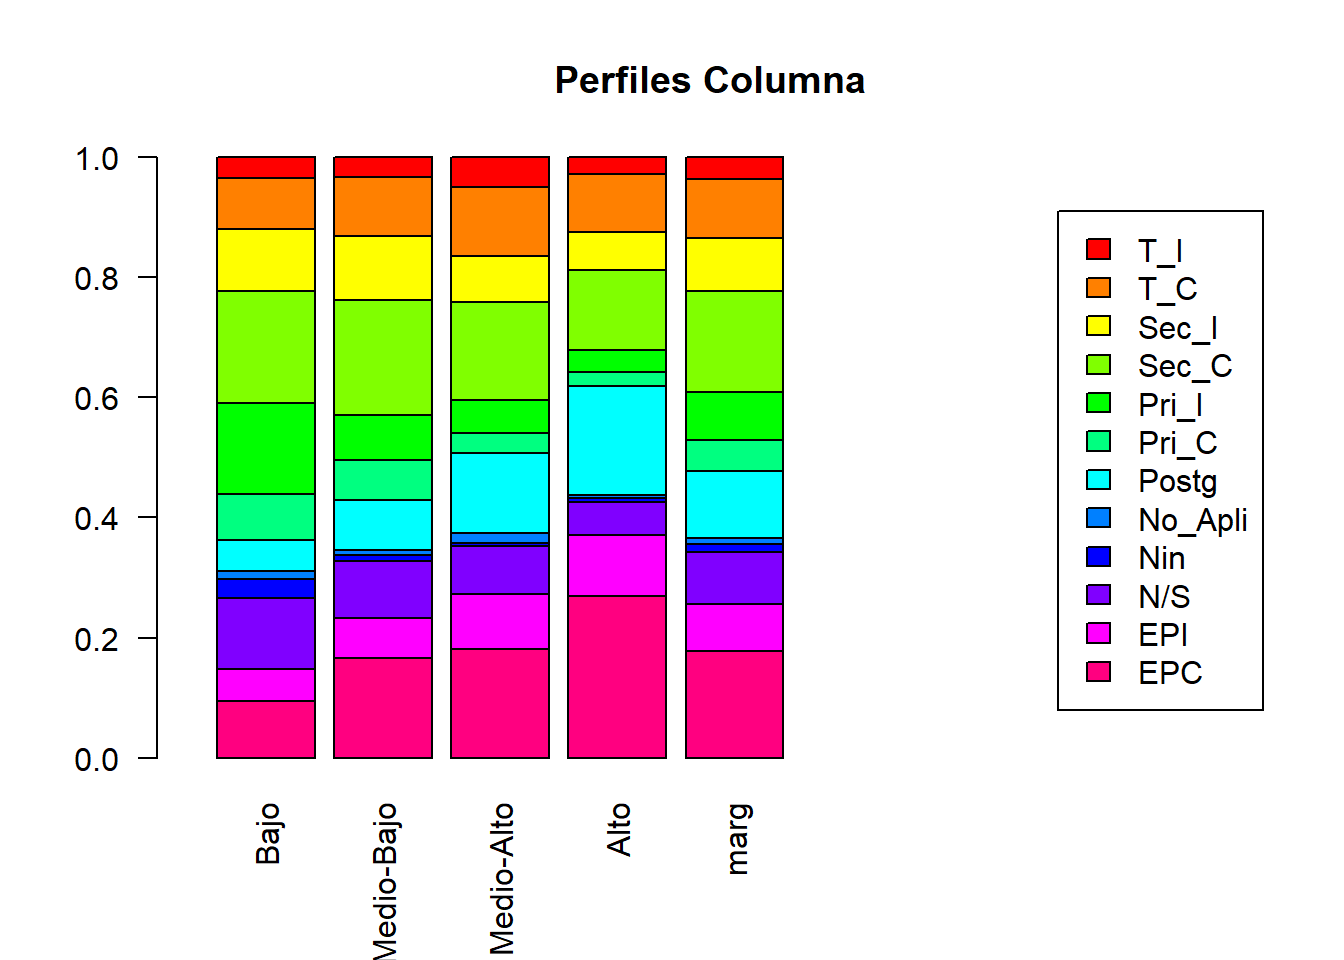 Perfiles Columna
1.0
0.8
0.6
0.4
0.2
0.0
Bajo
Medio-Bajo
Medio-Alto
Alto
marg
T_I
T_C
Sec_I
Sec_C
Pri_I
Pri_C
Postg
No_Apli
Nin
N/S
EPI
EPC